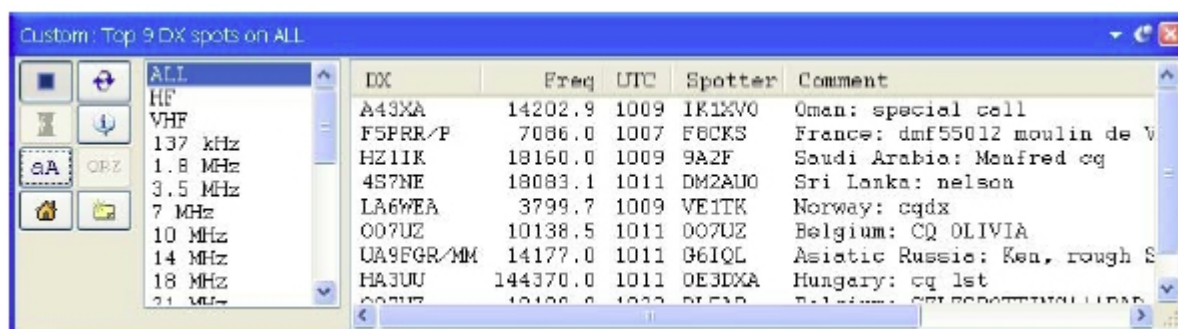 Custom : Top 9 DX spots on ALL
aA
QRZ
ALL
HF
VHF
137 kHz
1.8 MHz
3.5 MHz
7 MHz
10 MHz
14 MHz
18 MHz
21 MHz
DX Freq UTC Spotter Comment
A43XA 14202.9 1009 IK1XVO Oman: special call
F5PRR/P 7086.0 1007 F8CKS France: dmf55012 moulin de V
HZ1IK 18160.0 1009 9A2F Saudi Arabia: Manfred cq
4S7NE 18083.1 1011 DM2AUO Sri Lanka: nelson
LA6WEA 3799.7 1009 VE1TK Norway: cqdx
OO7UZ 10138.5 1011 OO7UZ Belgium: CQ OLIVIA
UA9FGR/MM 14177.0 1011 G6IQL Asiatic Russia: Ken, rough S
HA3UU 144370.0 1011 OE3DXA Hungary: cq 1st